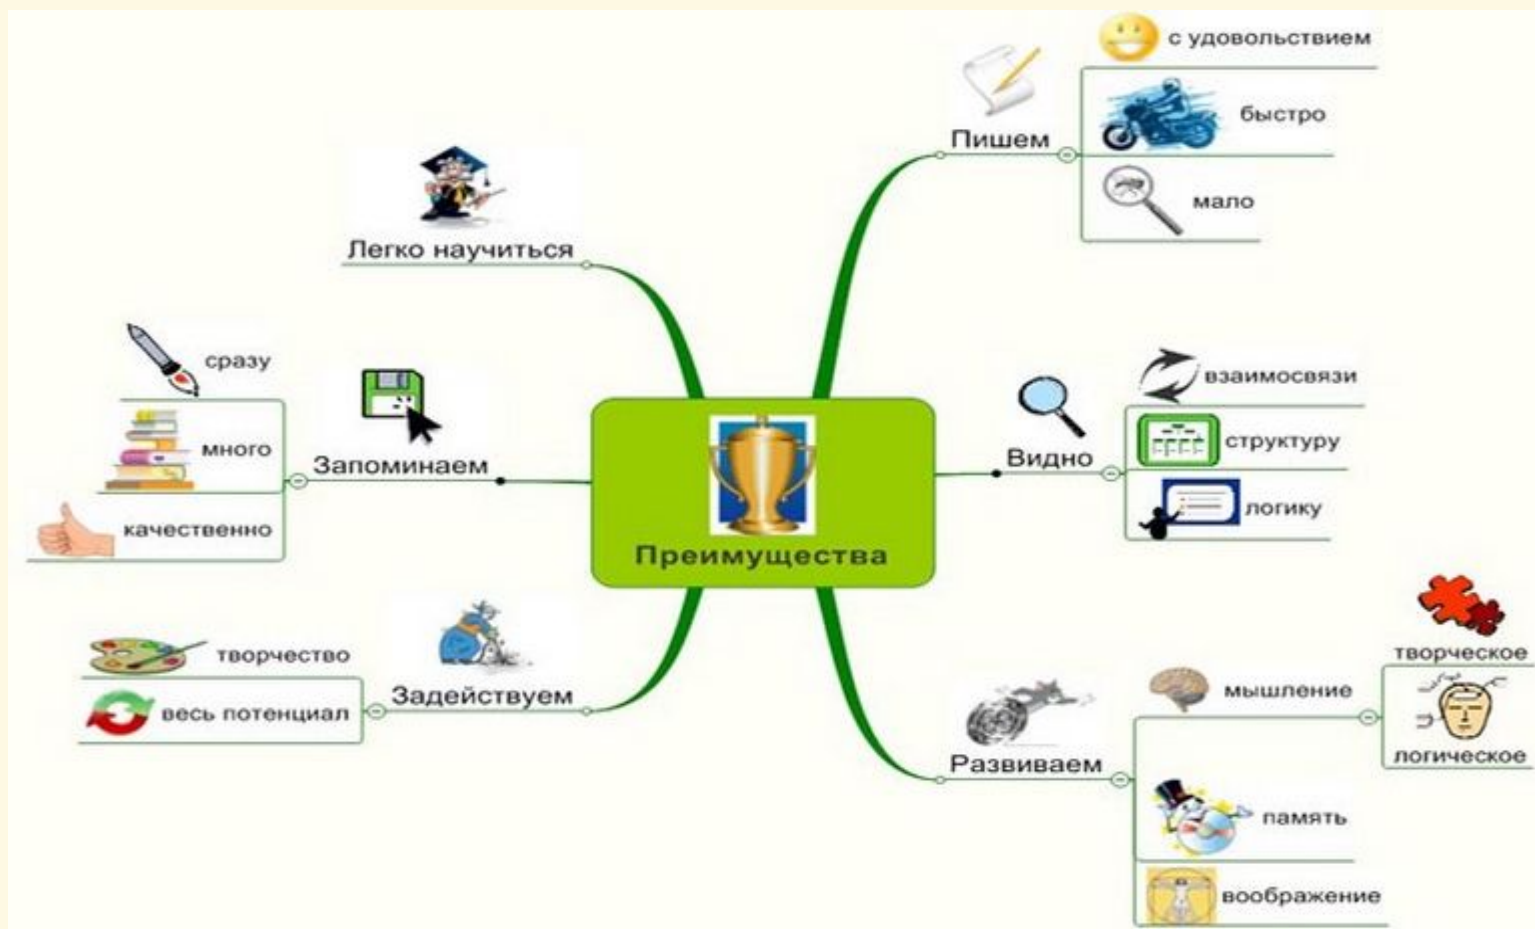 с удовольствием
быстро
Пишем
мало
Легко научиться
сразу
много
Запоминаем
качественно
взаимосвязи
Видно
структуру
логику
Преимущества
творчество
Задействуем
весь потенциал
творческое
мышление
логическое
Развиваем
память
воображение